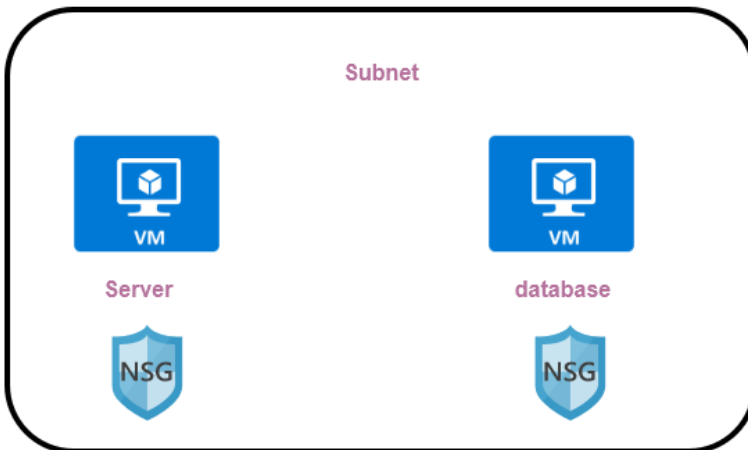 Subnet
VM
VM
Server
database
NSG
NSG